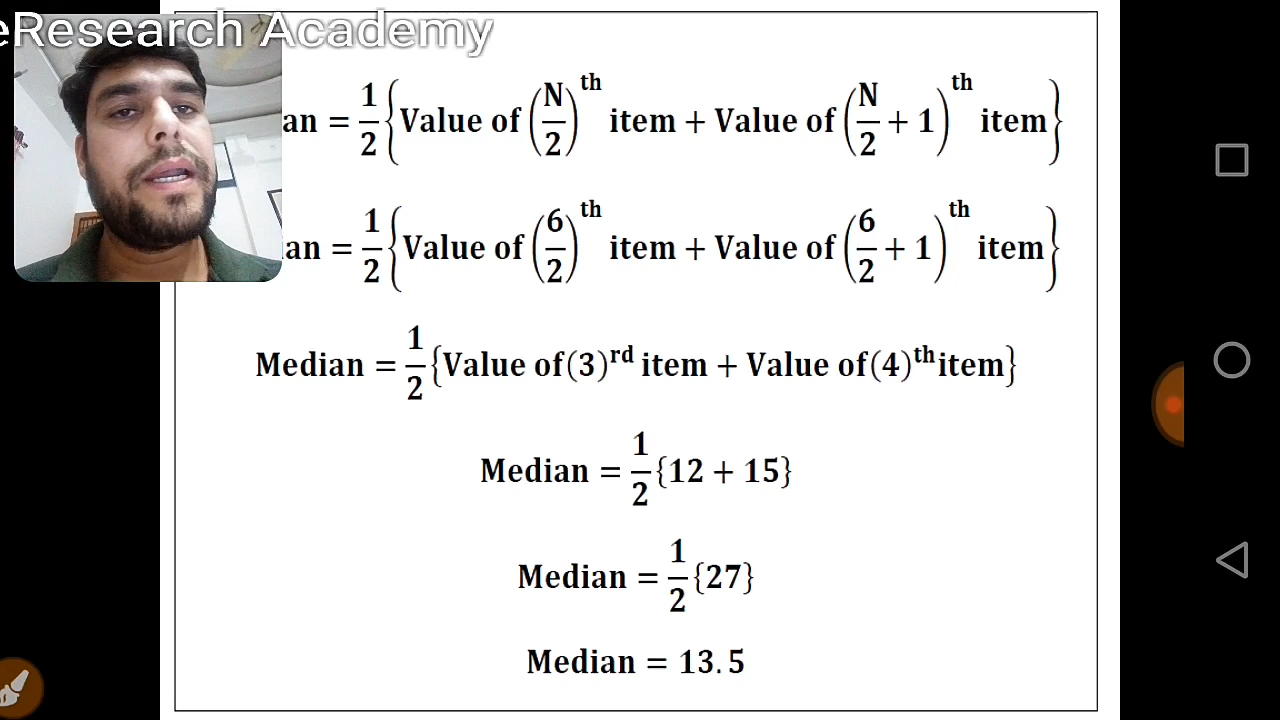 eResearch Academy
an = 1/2 {Value of (N/2)th item + Value of (N/2 + 1)th item}
an = 1/2 {Value of (6/2)th item + Value of (6/2 + 1)th item}
Median = 1/2 {Value of(3)rd item + Value of(4)th item}
Median = 1/2 {12 + 15}
Median = 1/2 {27}
Median = 13.5